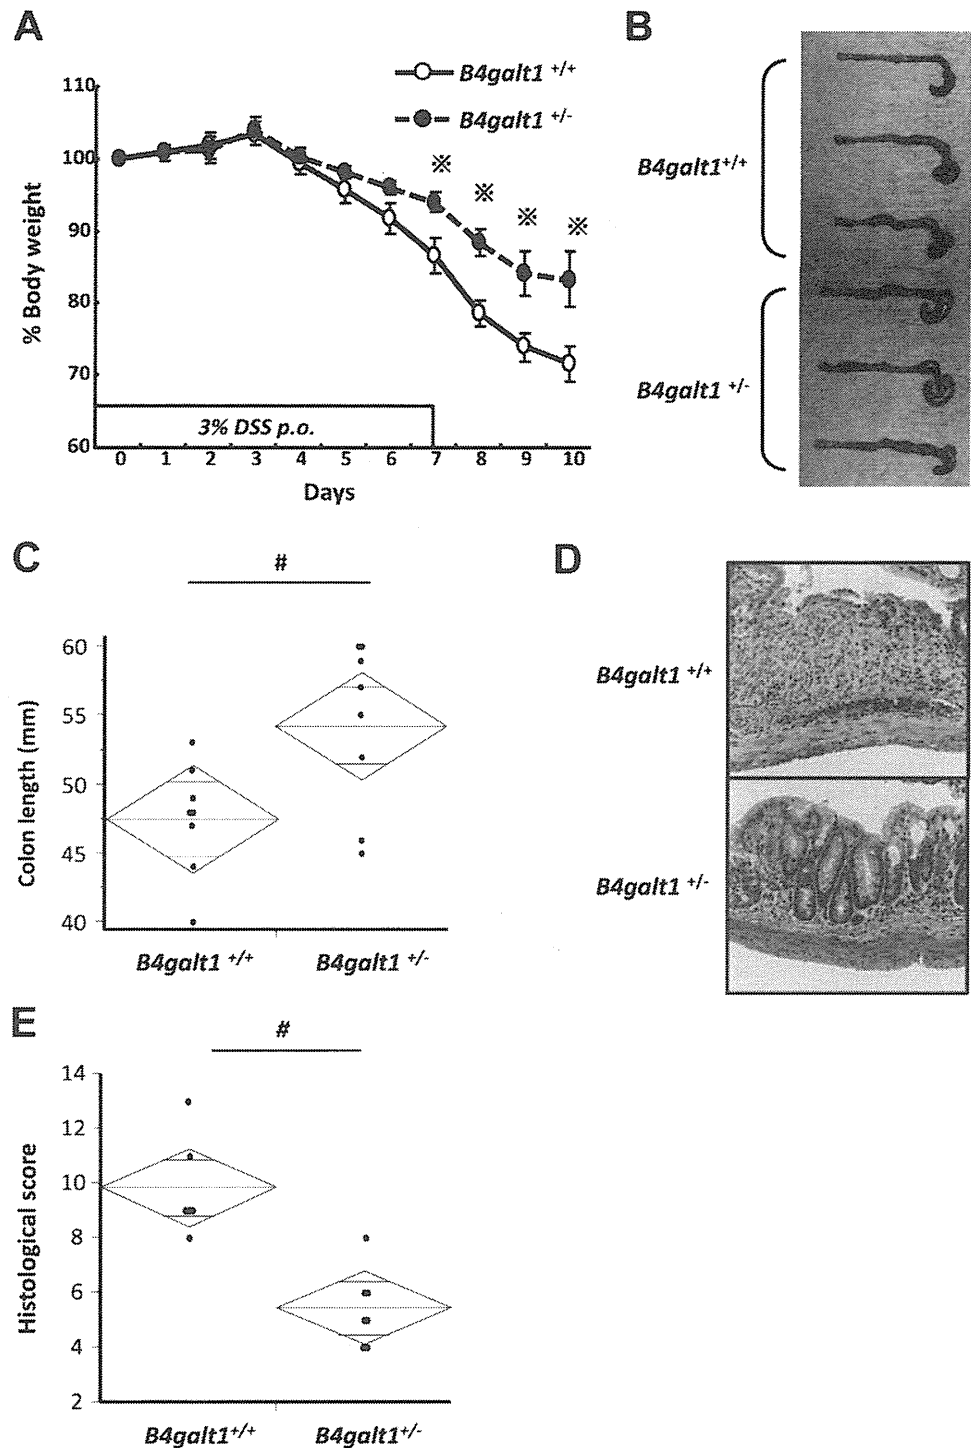 A
B4galt1 +/+
B4galt1 +/-
110
100
90
80
70
60
% Body weight
※ ※ ※ ※
3% DSS p.o.
0 1 2 3 4 5 6 7 8 9 10
Days
B
B4galt1+/+
B4galt1 +/-
C
#
60
55
50
45
40
Colon length (mm)
B4galt1 +/+ B4galt1 +/-
D
B4galt1 +/+
B4galt1 +/-
E
#
14
12
10
8
6
4
2
Histological score
B4galt1+/+ B4galt1+/-